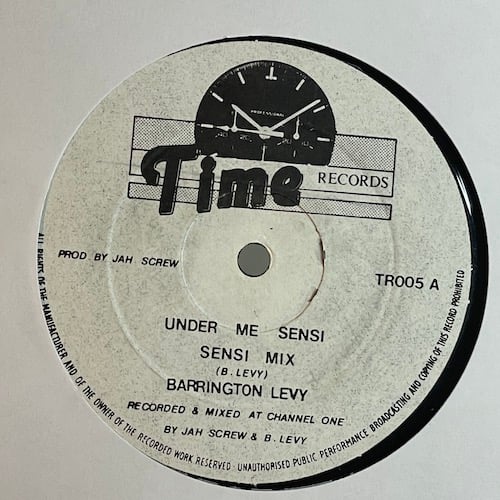 PROFESSIONAL
Time
RECORDS
PROD BY JAH SCREW
TR005 A
UNDER ME SENSI
SENSI MIX
(B. LEVY)
BARRINGTON LEVY
RECORDED & MIXED AT CHANNEL ONE
BY JAH SCREW & B. LEVY
ALL RIGHTS OF THE MANUFACTURER AND OF THE OWNER OF THE RECORDED WORK RESERVED · UNAUTHORISED PUBLIC PERFORMANCE BROADCASTING AND COPYING OF THIS RECORD PROHIBITED